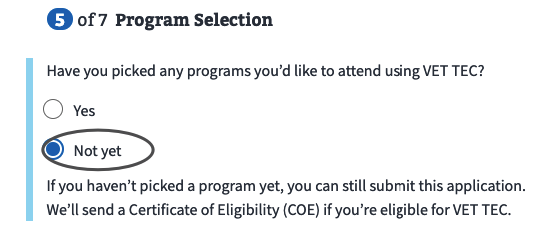 5 of 7 Program Selection
Have you picked any programs you’d like to attend using VET TEC?
Yes
Not yet
If you haven’t picked a program yet, you can still submit this application.
We’ll send a Certificate of Eligibility (COE) if you’re eligible for VET TEC.